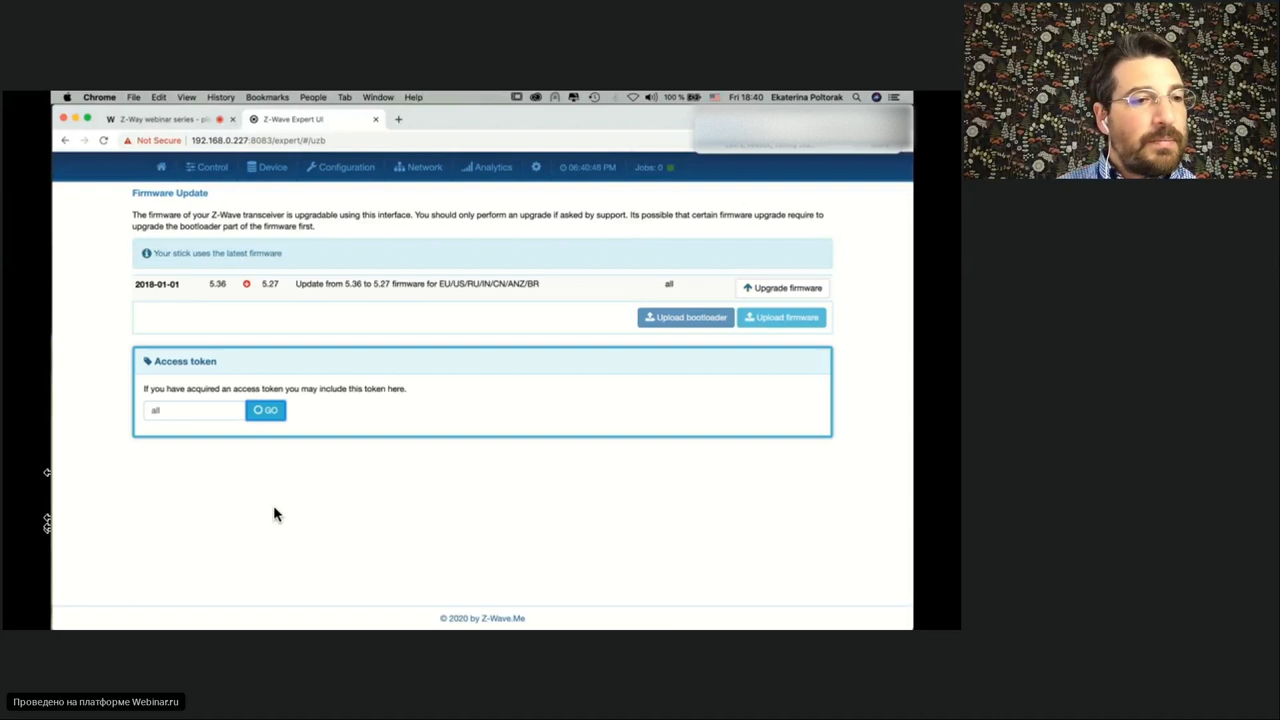 Chrome File Edit View History Bookmarks People Tab Window Help 100 % Fri 18:40 Ekaterina Poltorak
Z-Way webinar series - Z-Wave Expert UI
Not Secure 192.168.0.227:8083/expert/#/uzb
Control Device Configuration Network Analytics 06:40:45 PM Jobs: 0
Firmware Update
The firmware of your Z-Wave transceiver is upgradable using this interface. You should only perform an upgrade if asked by support. Its possible that certain firmware upgrade require to
upgrade the bootloader part of the firmware first.
Your stick uses the latest firmware
2018-01-01 5.36 5.27 Update from 5.36 to 5.27 firmware for EU/US/RU/IN/CN/ANZ/BR all Upgrade firmware
Upload bootloader Upload firmware
Access token
If you have acquired an access token you may include this token here.
all GO
© 2020 by Z-Wave.Me
Проведено на платформе Webinar.ru